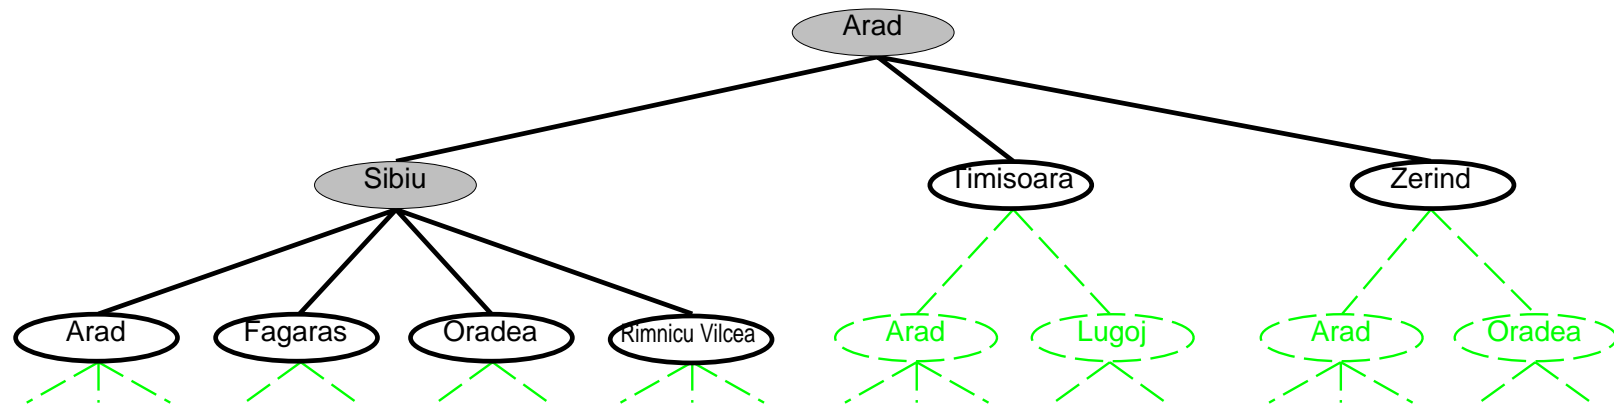 Arad
Sibiu
Timisoara
Zerind
Arad
Fagaras
Oradea
Rimnicu Vilcea
Arad
Lugoj
Arad
Oradea